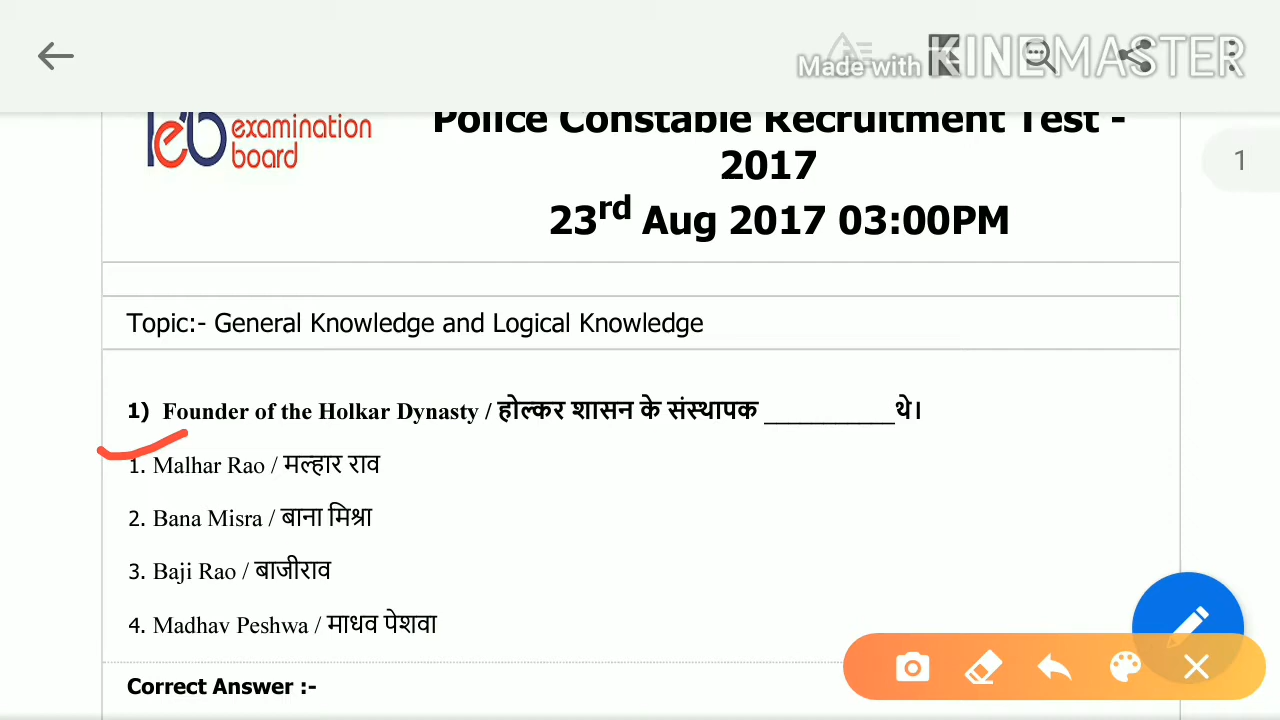 Made with KINEMASTER
Police Constable Recruitment Test -
2017
23rd Aug 2017 03:00PM
peb examination
board
1
Topic:- General Knowledge and Logical Knowledge
1) Founder of the Holkar Dynasty / होल्कर शासन के संस्थापक ___________थे।
1. Malhar Rao / मल्हार राव
2. Bana Misra / बाना मिश्रा
3. Baji Rao / बाजीराव
4. Madhav Peshwa / माधव पेशवा
Correct Answer :-